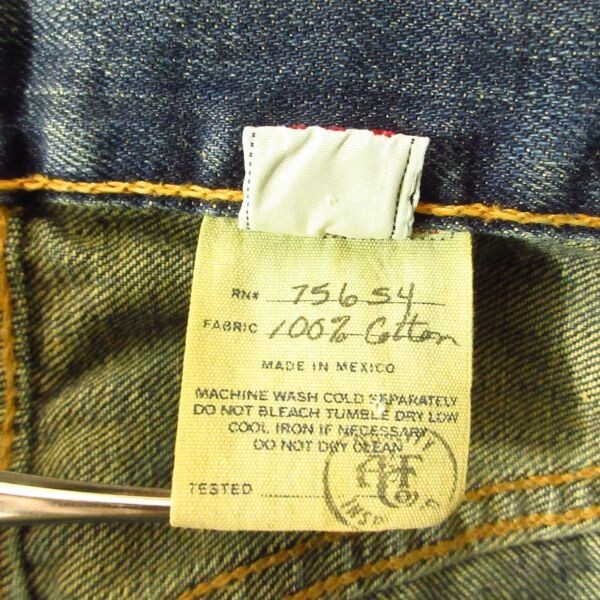 RN# 75654
FABRIC 100% Cotton
MADE IN MEXICO
MACHINE WASH COLD SEPARATELY
DO NOT BLEACH TUMBLE DRY LOW
COOL IRON IF NECESSARY
DO NOT DRY CLEAN
TESTED
A&F
Co